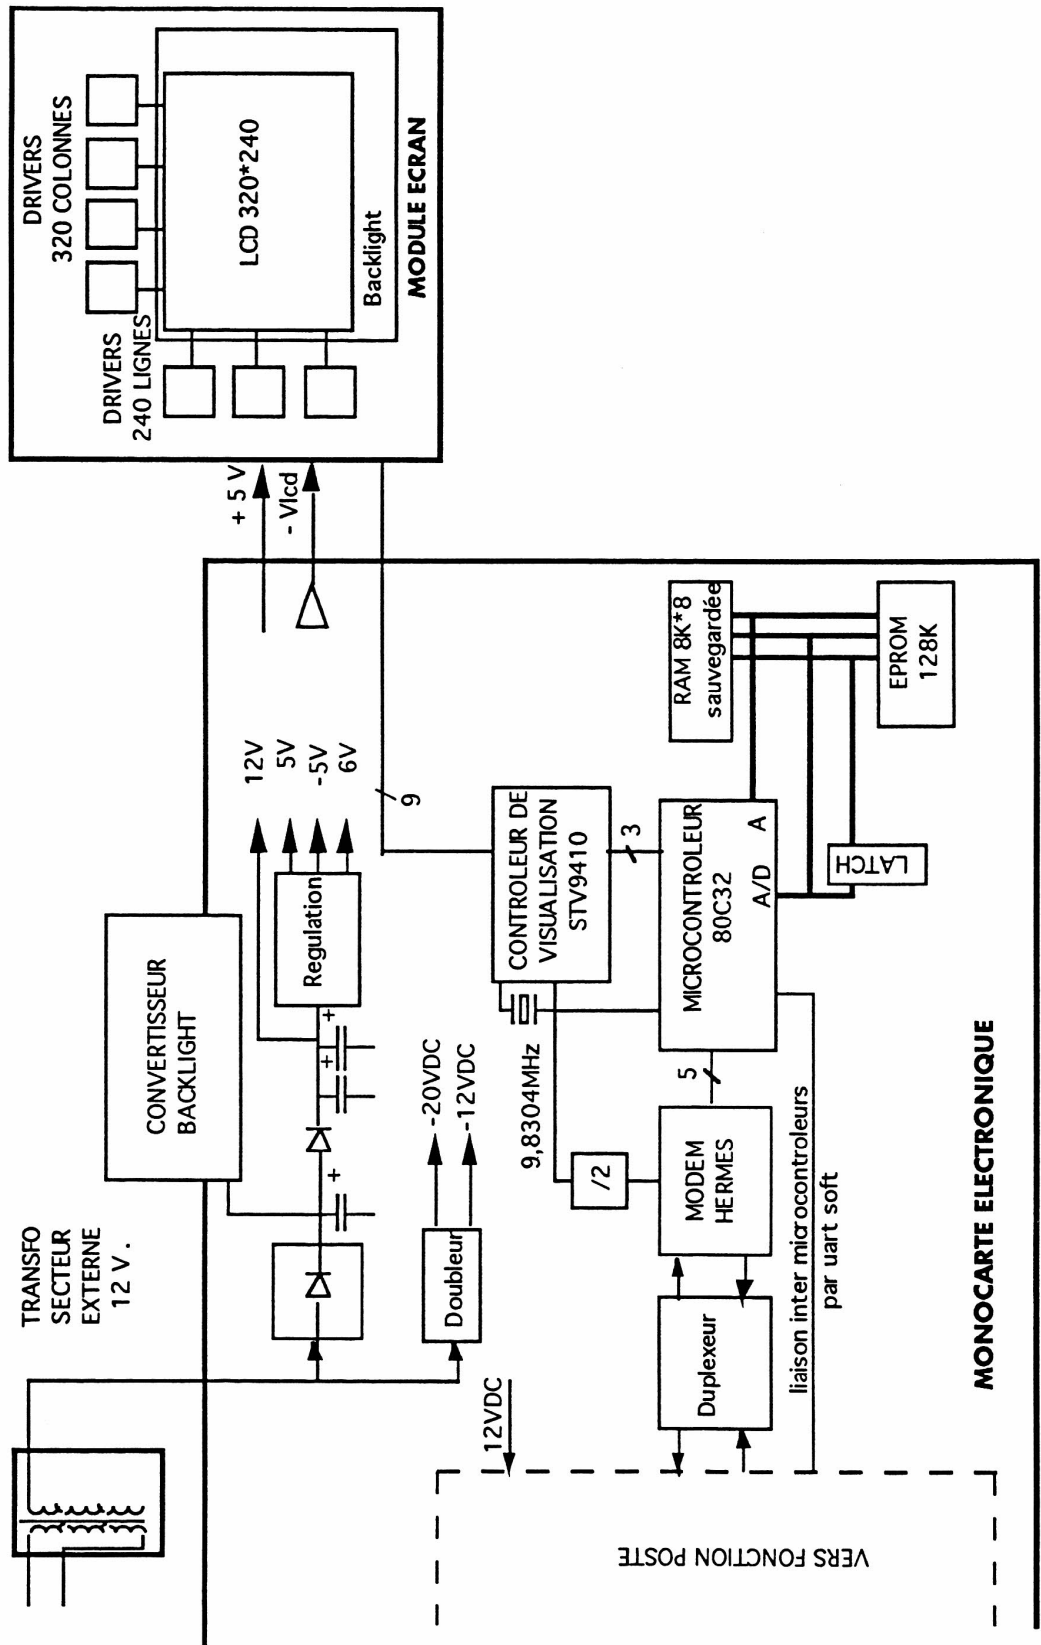 TRANSFO
SECTEUR
EXTERNE
12 V .
CONVERTISSEUR
BACKLIGHT
DRIVERS
320 COLONNES
DRIVERS
240 LIGNES
LCD 320*240
Backlight
MODULE ECRAN
+ 5 V
- Vlcd
12V
5V
-5V
6V
Regulation
+
+
+
-20VDC
-12VDC
Doubleur
12VDC
9
CONTROLEUR DE
VISUALISATION
STV9410
9,8304MHz
3
/2
5
MODEM
HERMES
Duplexeur
MICROCONTROLEUR
80C32
A
A/D
LATCH
RAM 8K*8
sauvegardée
EPROM
128K
liaison inter microcontroleurs
par uart soft
VERS FONCTION POSTE
MONOCARTE ELECTRONIQUE